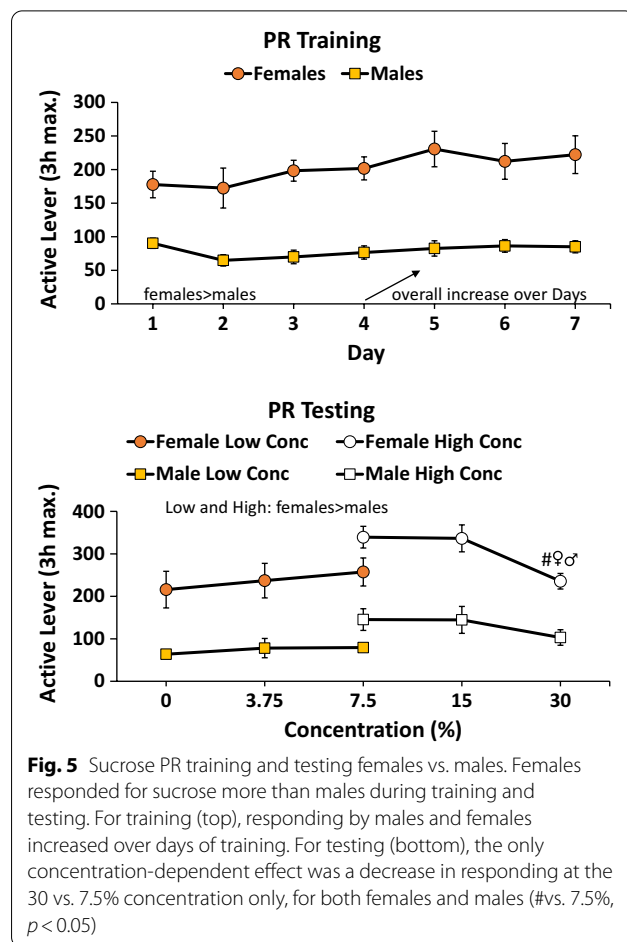 PR Training
Females Males
Active Lever (3h max.)
300
250
200
150
100
50
0
females>males
overall increase over Days
1 2 3 4 5 6 7
Day
PR Testing
Female Low Conc Female High Conc
Male Low Conc Male High Conc
Active Lever (3h max.)
400
300
200
100
0
Low and High: females>males
#♀♂
0 3.75 7.5 15 30
Concentration (%)
Fig. 5 Sucrose PR training and testing females vs. males. Females
responded for sucrose more than males during training and
testing. For training (top), responding by males and females
increased over days of training. For testing (bottom), the only
concentration-dependent effect was a decrease in responding at the
30 vs. 7.5% concentration only, for both females and males (#vs. 7.5%,
p < 0.05)